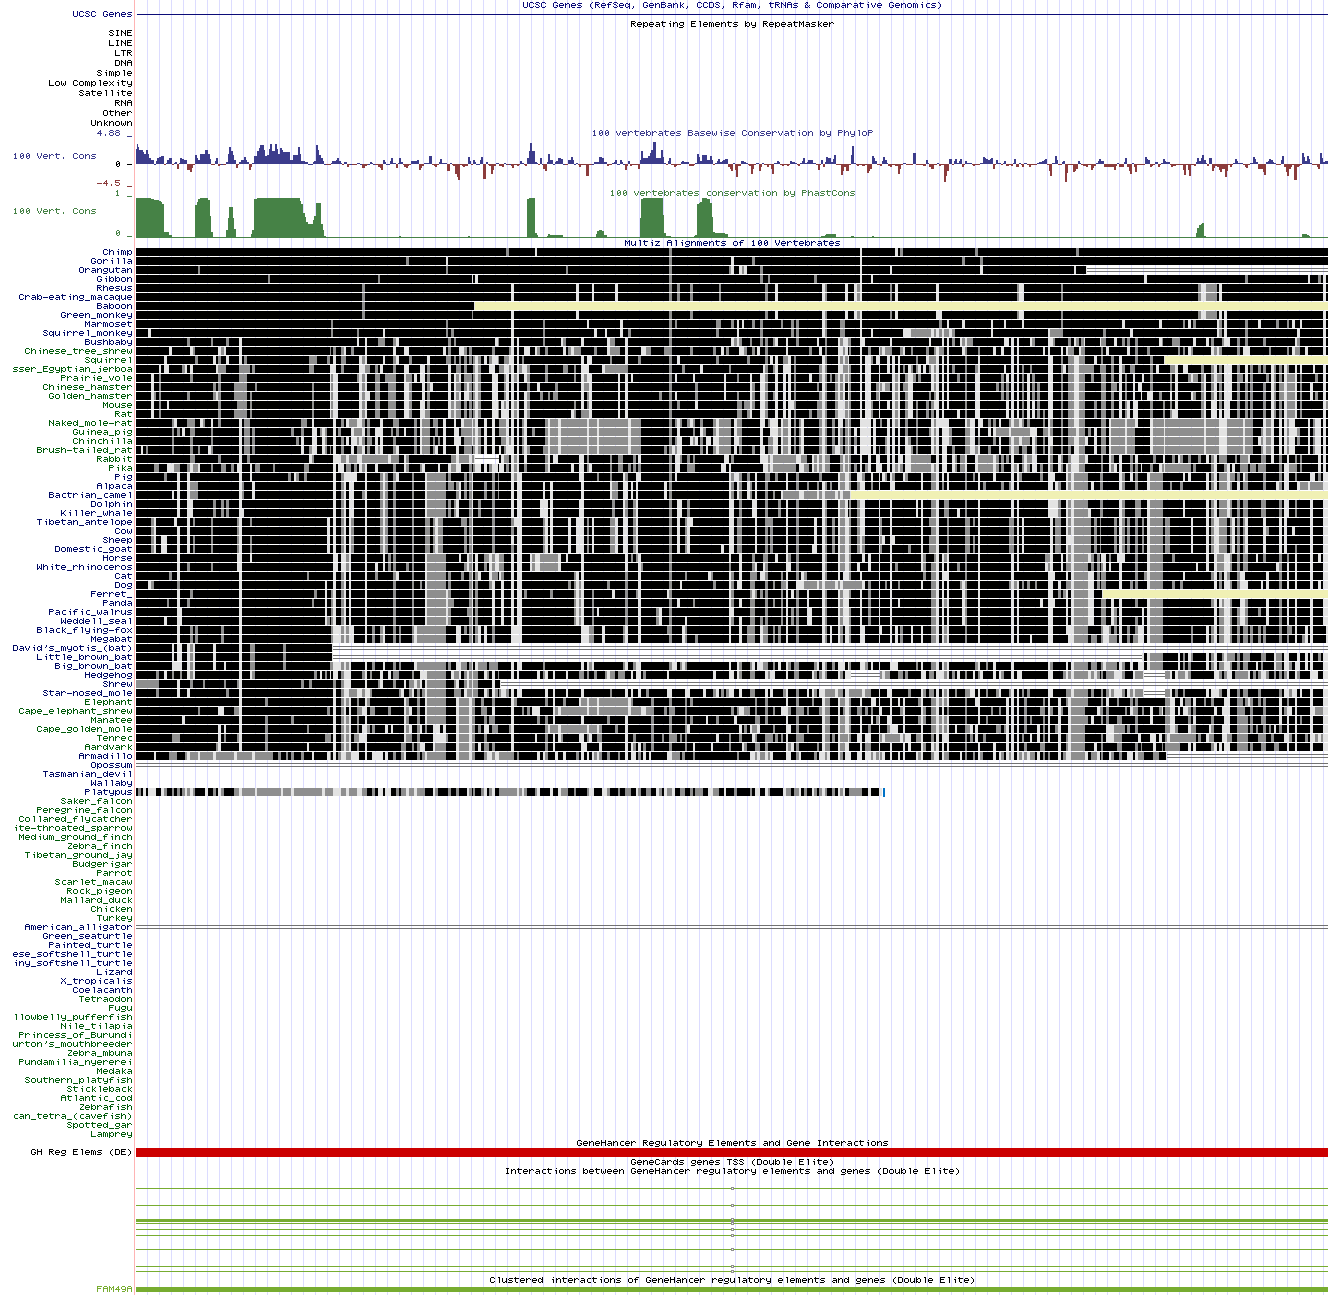 UCSC Genes (RefSeq, GenBank, CCDS, Rfam, tRNAs & Comparative Genomics)
UCSC Genes
Repeating Elements by RepeatMasker
SINE
LINE
LTR
DNA
Simple
Low Complexity
Satellite
RNA
Other
Unknown
100 vertebrates Basewise Conservation by PhyloP
4.88 _
100 Vert. Cons
0 _
-4.5 _
100 vertebrates conservation by PhastCons
1 _
100 Vert. Cons
0 _
Multiz Alignments of 100 Vertebrates
Chimp
Gorilla
Orangutan
Gibbon
Rhesus
Crab-eating_macaque
Baboon
Green_monkey
Marmoset
Squirrel_monkey
Bushbaby
Chinese_tree_shrew
Squirrel
sser_Egyptian_jerboa
Prairie_vole
Chinese_hamster
Golden_hamster
Mouse
Rat
Naked_mole-rat
Guinea_pig
Chinchilla
Brush-tailed_rat
Rabbit
Pika
Pig
Alpaca
Bactrian_camel
Dolphin
Killer_whale
Tibetan_antelope
Cow
Sheep
Domestic_goat
Horse
White_rhinoceros
Cat
Dog
Ferret_
Panda
Pacific_walrus
Weddell_seal
Black_flying-fox
Megabat
David's_myotis_(bat)
Little_brown_bat
Big_brown_bat
Hedgehog
Shrew
Star-nosed_mole
Elephant
Cape_elephant_shrew
Manatee
Cape_golden_mole
Tenrec
Aardvark
Armadillo
Opossum
Tasmanian_devil
Wallaby
Platypus
Saker_falcon
Peregrine_falcon
Collared_flycatcher
ite-throated_sparrow
Medium_ground_finch
Zebra_finch
Tibetan_ground_jay
Budgerigar
Parrot
Scarlet_macaw
Rock_pigeon
Mallard_duck
Chicken
Turkey
American_alligator
Green_seaturtle
Painted_turtle
ese_softshell_turtle
iny_softshell_turtle
Lizard
X_tropicalis
Coelacanth
Tetraodon
Fugu
llowbelly_pufferfish
Nile_tilapia
Princess_of_Burundi
urton's_mouthbreeder
Zebra_mbuna
Pundamilia_nyererei
Medaka
Southern_platyfish
Stickleback
Atlantic_cod
Zebrafish
can_tetra_(cavefish)
Spotted_gar
Lamprey
GeneHancer Regulatory Elements and Gene Interactions
GH Reg Elems (DE)
GeneCards genes TSS (Double Elite)
Interactions between GeneHancer regulatory elements and genes (Double Elite)
Clustered interactions of GeneHancer regulatory elements and genes (Double Elite)
FAM49A